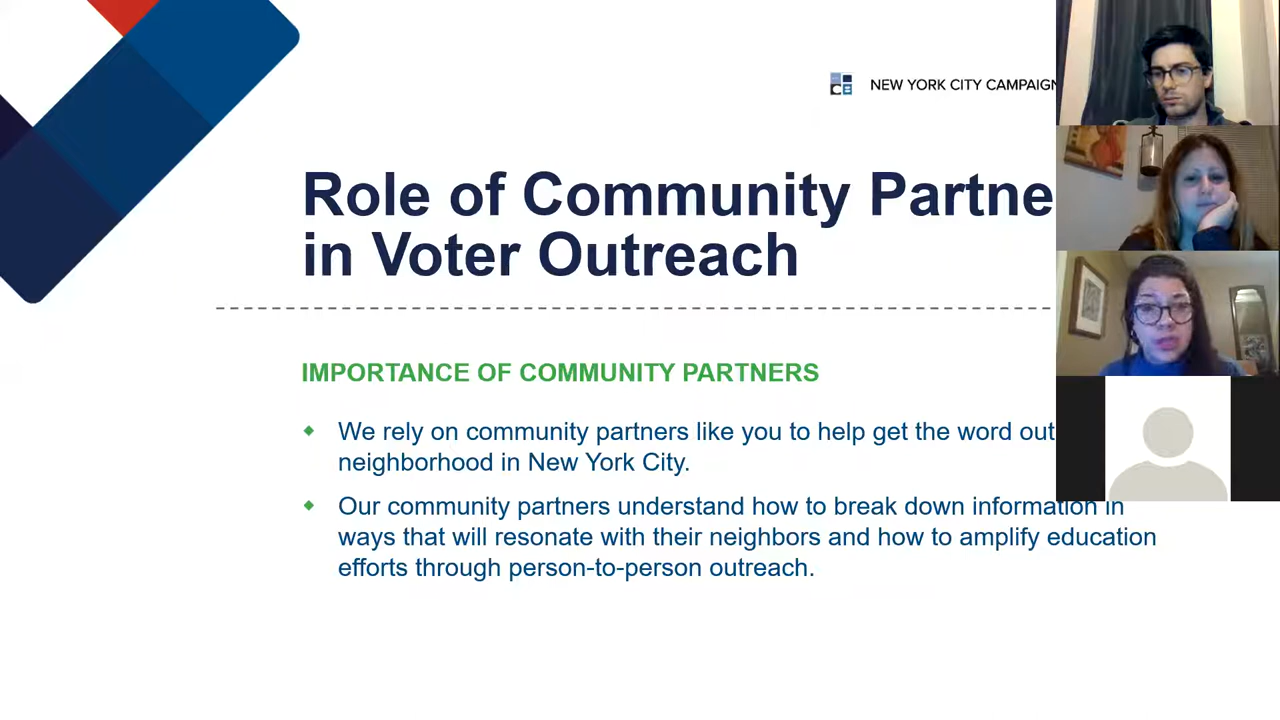 NEW YORK CITY CAMPAIGN
Role of Community Partne
in Voter Outreach
IMPORTANCE OF COMMUNITY PARTNERS
We rely on community partners like you to help get the word out
neighborhood in New York City.
Our community partners understand how to break down information in
ways that will resonate with their neighbors and how to amplify education
efforts through person-to-person outreach.